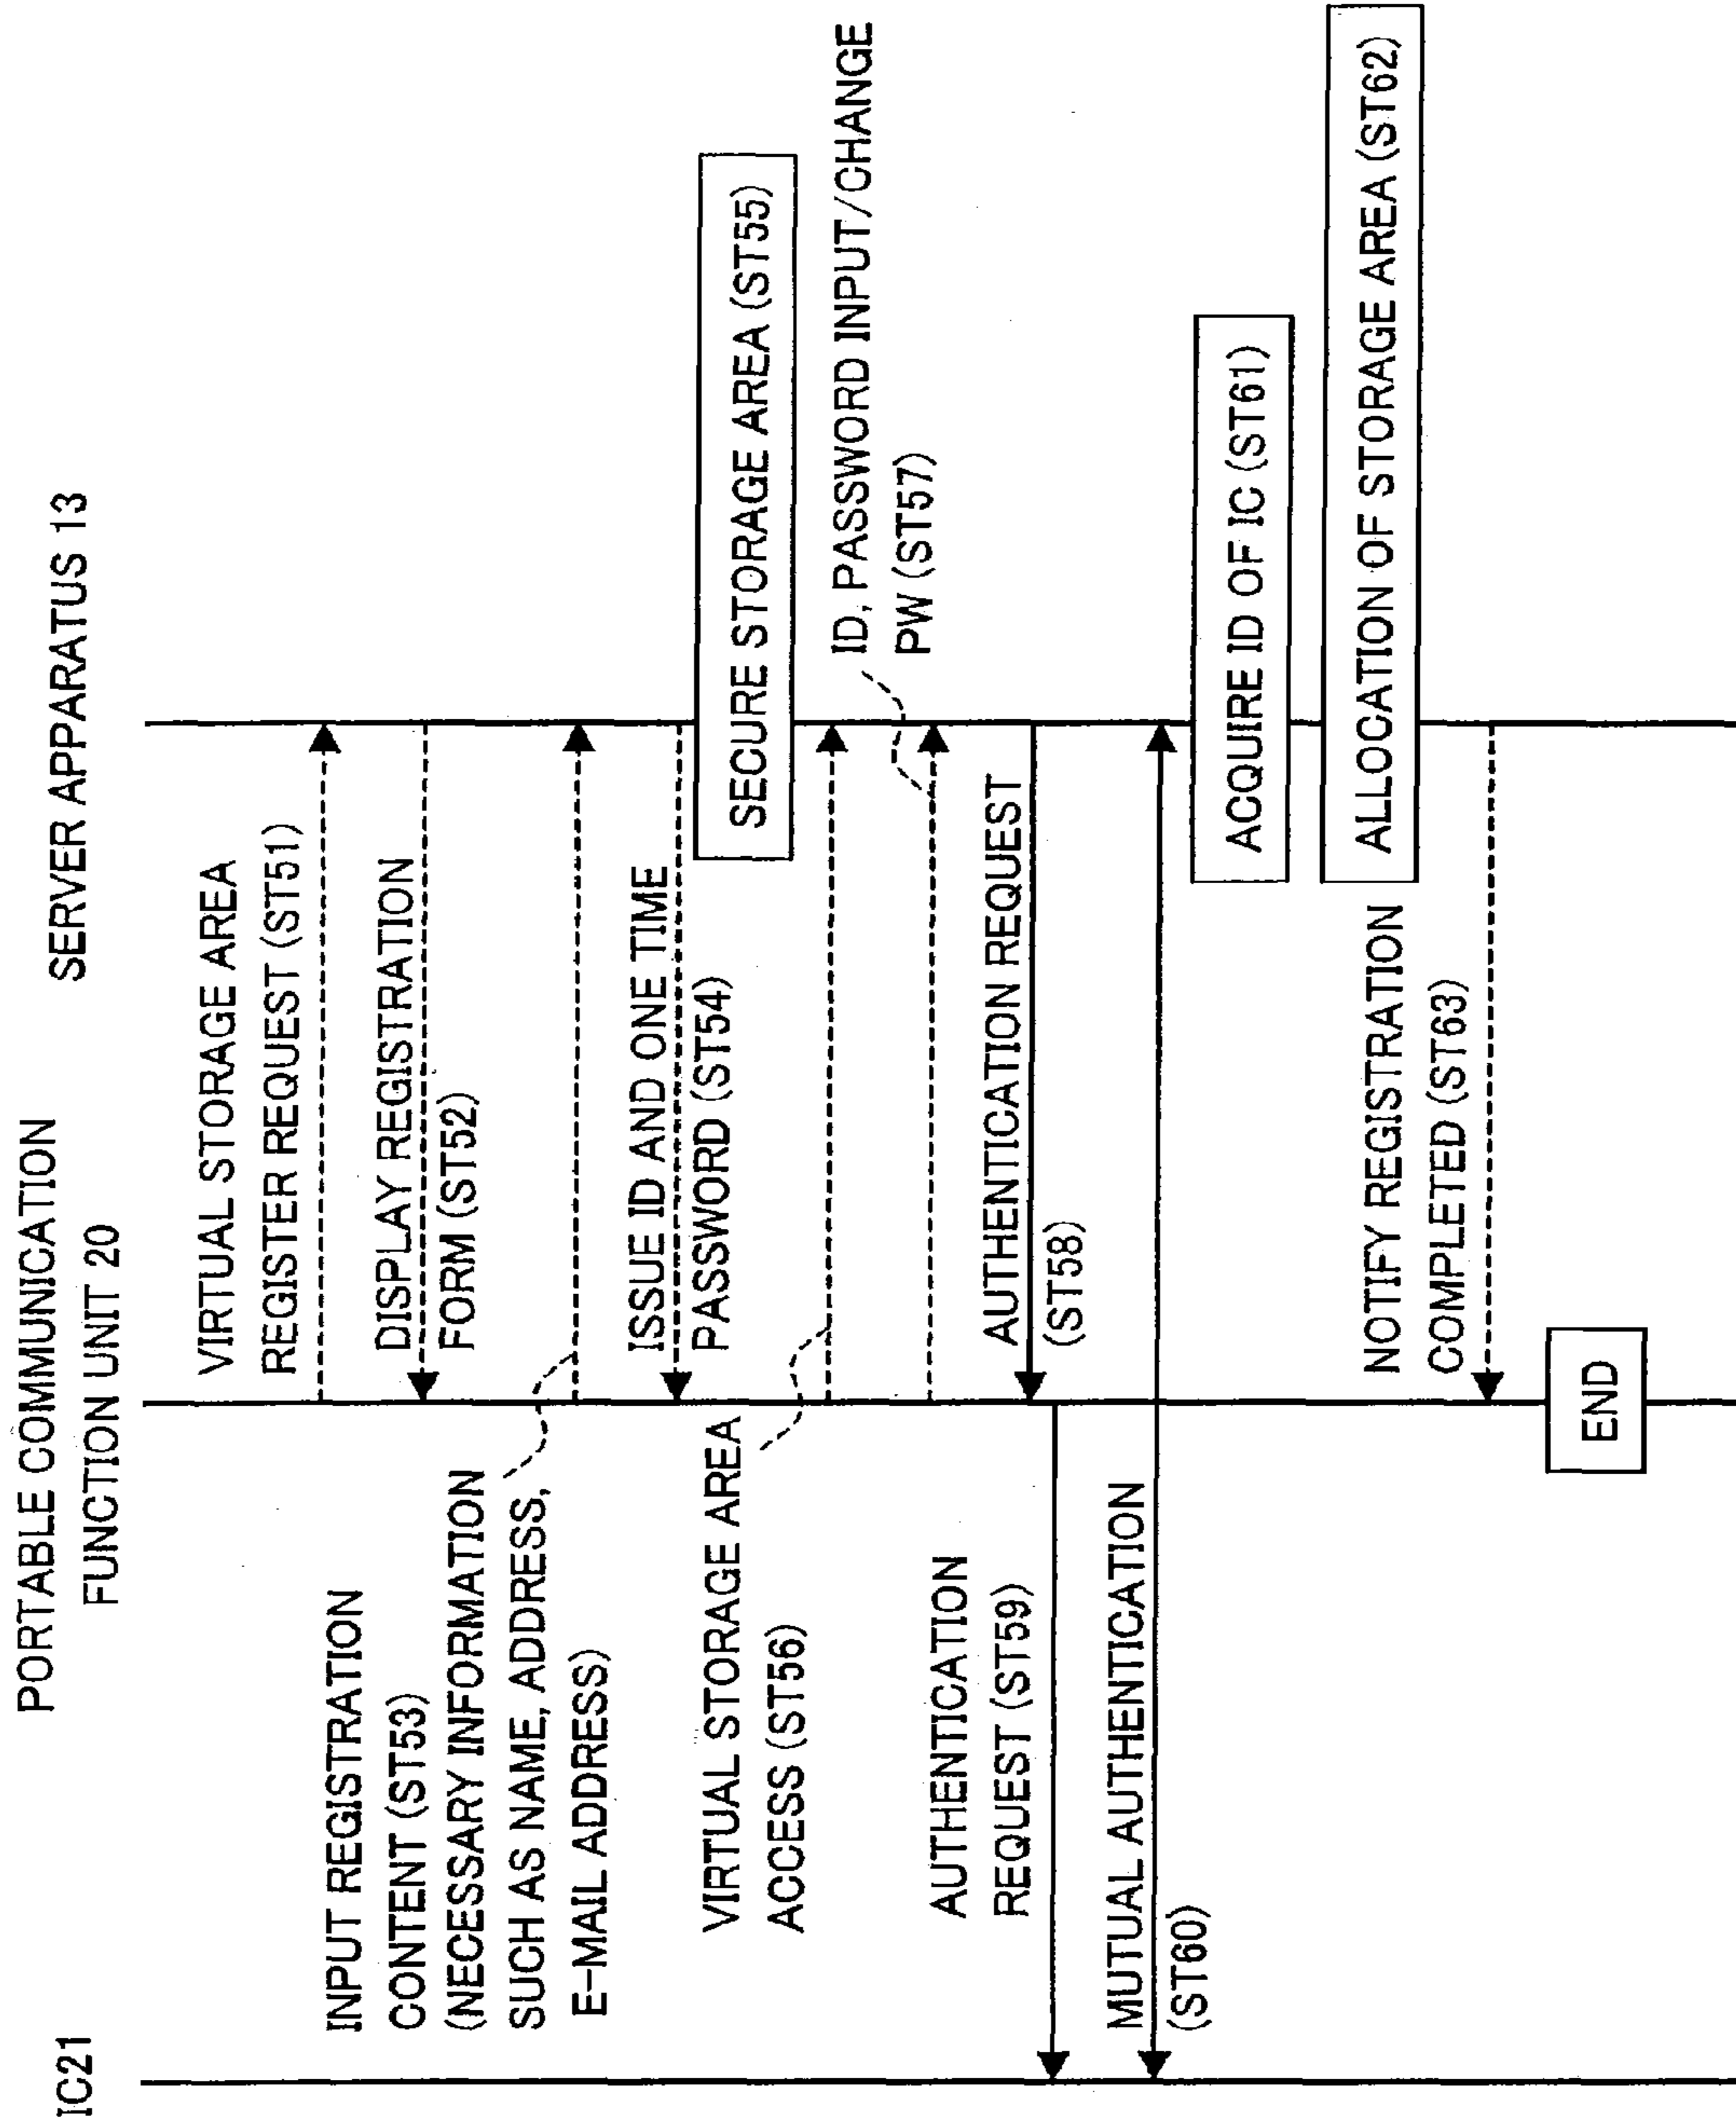 IC21
PORTABLE COMMUNICATION
FUNCTION UNIT 20
SERVER APPARATUS 13
VIRTUAL STORAGE AREA
REGISTER REQUEST (ST51)
DISPLAY REGISTRATION
FORM (ST52)
INPUT REGISTRATION
CONTENT (ST53)
(NECESSARY INFORMATION
SUCH AS NAME, ADDRESS,
E-MAIL ADDRESS)
ISSUE ID AND ONE TIME
PASSWORD (ST54)
SECURE STORAGE AREA (ST55)
VIRTUAL STORAGE AREA
ACCESS (ST56)
ID, PASSWORD INPUT/CHANGE
PW (ST57)
AUTHENTICATION REQUEST
(ST58)
AUTHENTICATION
REQUEST (ST59)
MUTUAL AUTHENTICATION
(ST60)
ACQUIRE ID OF IC (ST61)
ALLOCATION OF STORAGE AREA (ST62)
NOTIFY REGISTRATION
COMPLETED (ST63)
END